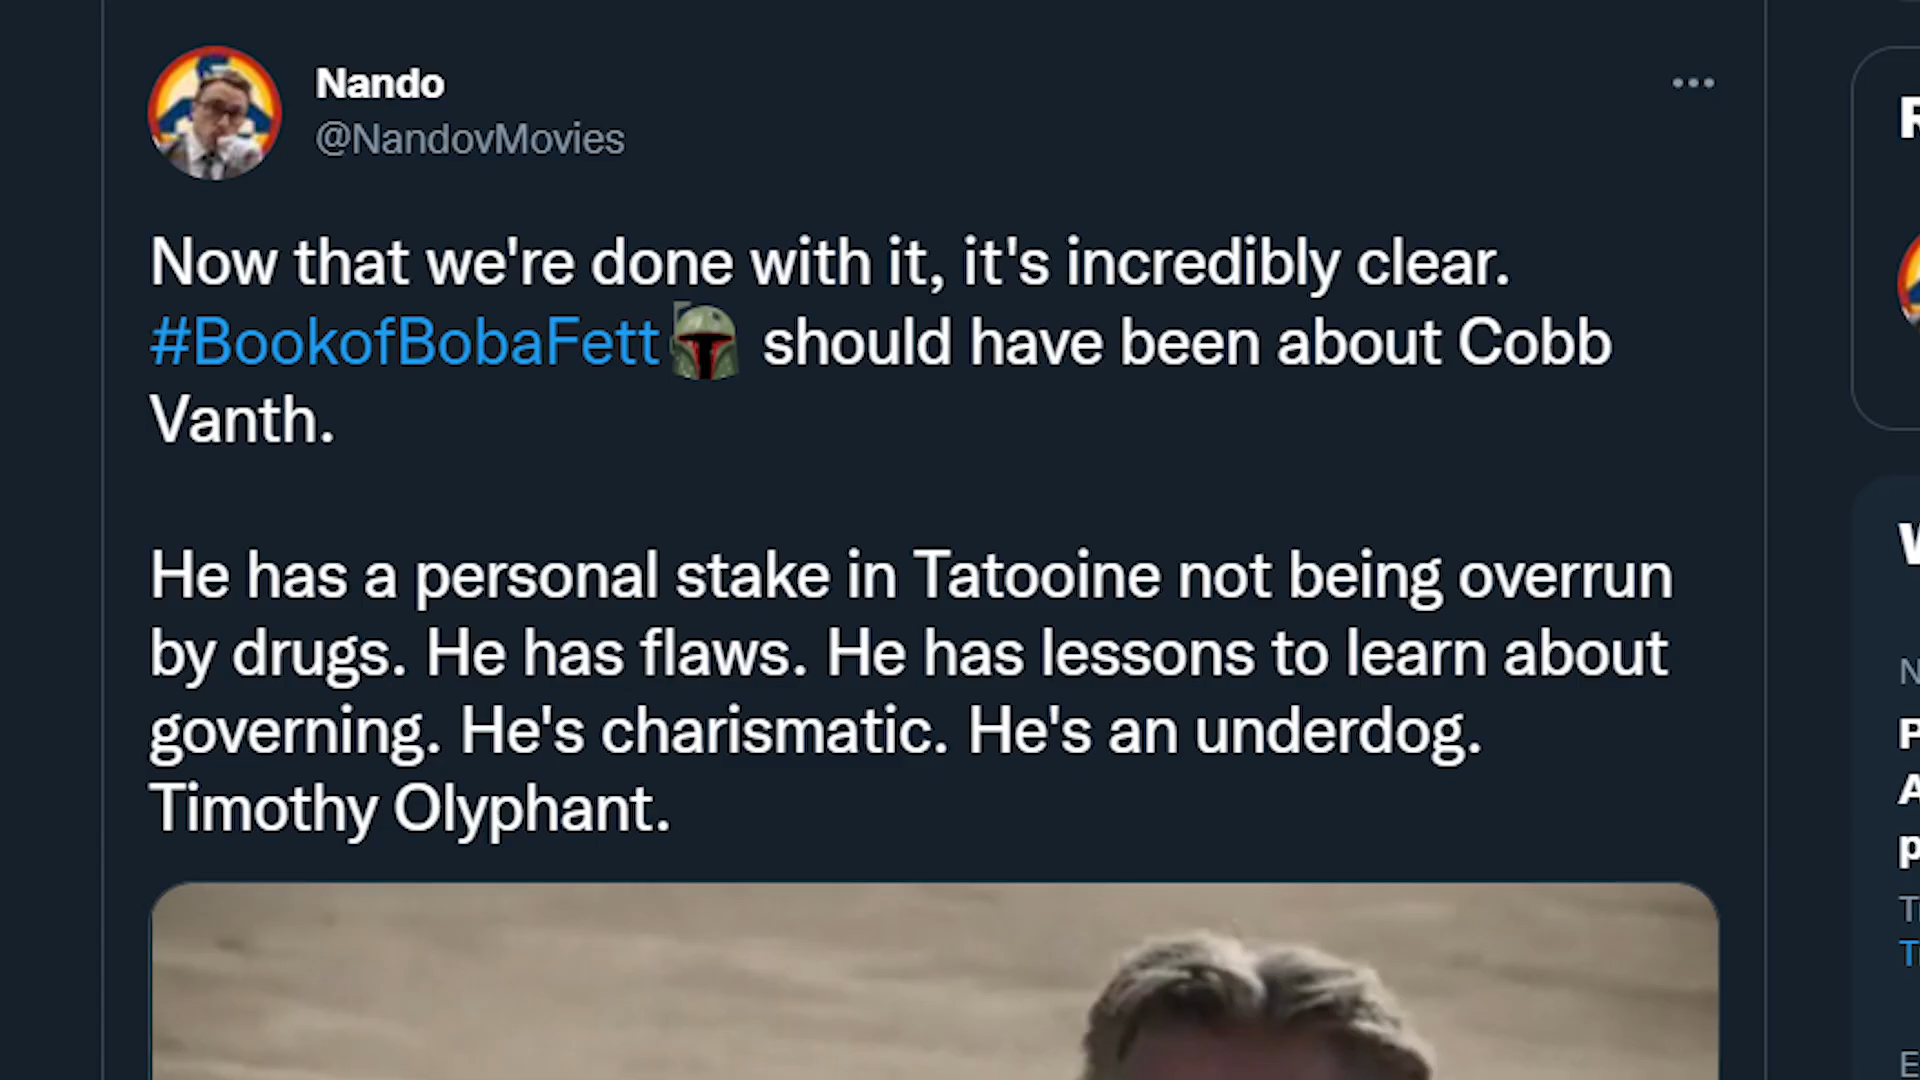 Nando
@NandovMovies
Now that we're done with it, it's incredibly clear.
#BookofBobaFett should have been about Cobb
Vanth.
He has a personal stake in Tatooine not being overrun
by drugs. He has flaws. He has lessons to learn about
governing. He's charismatic. He's an underdog.
Timothy Olyphant.